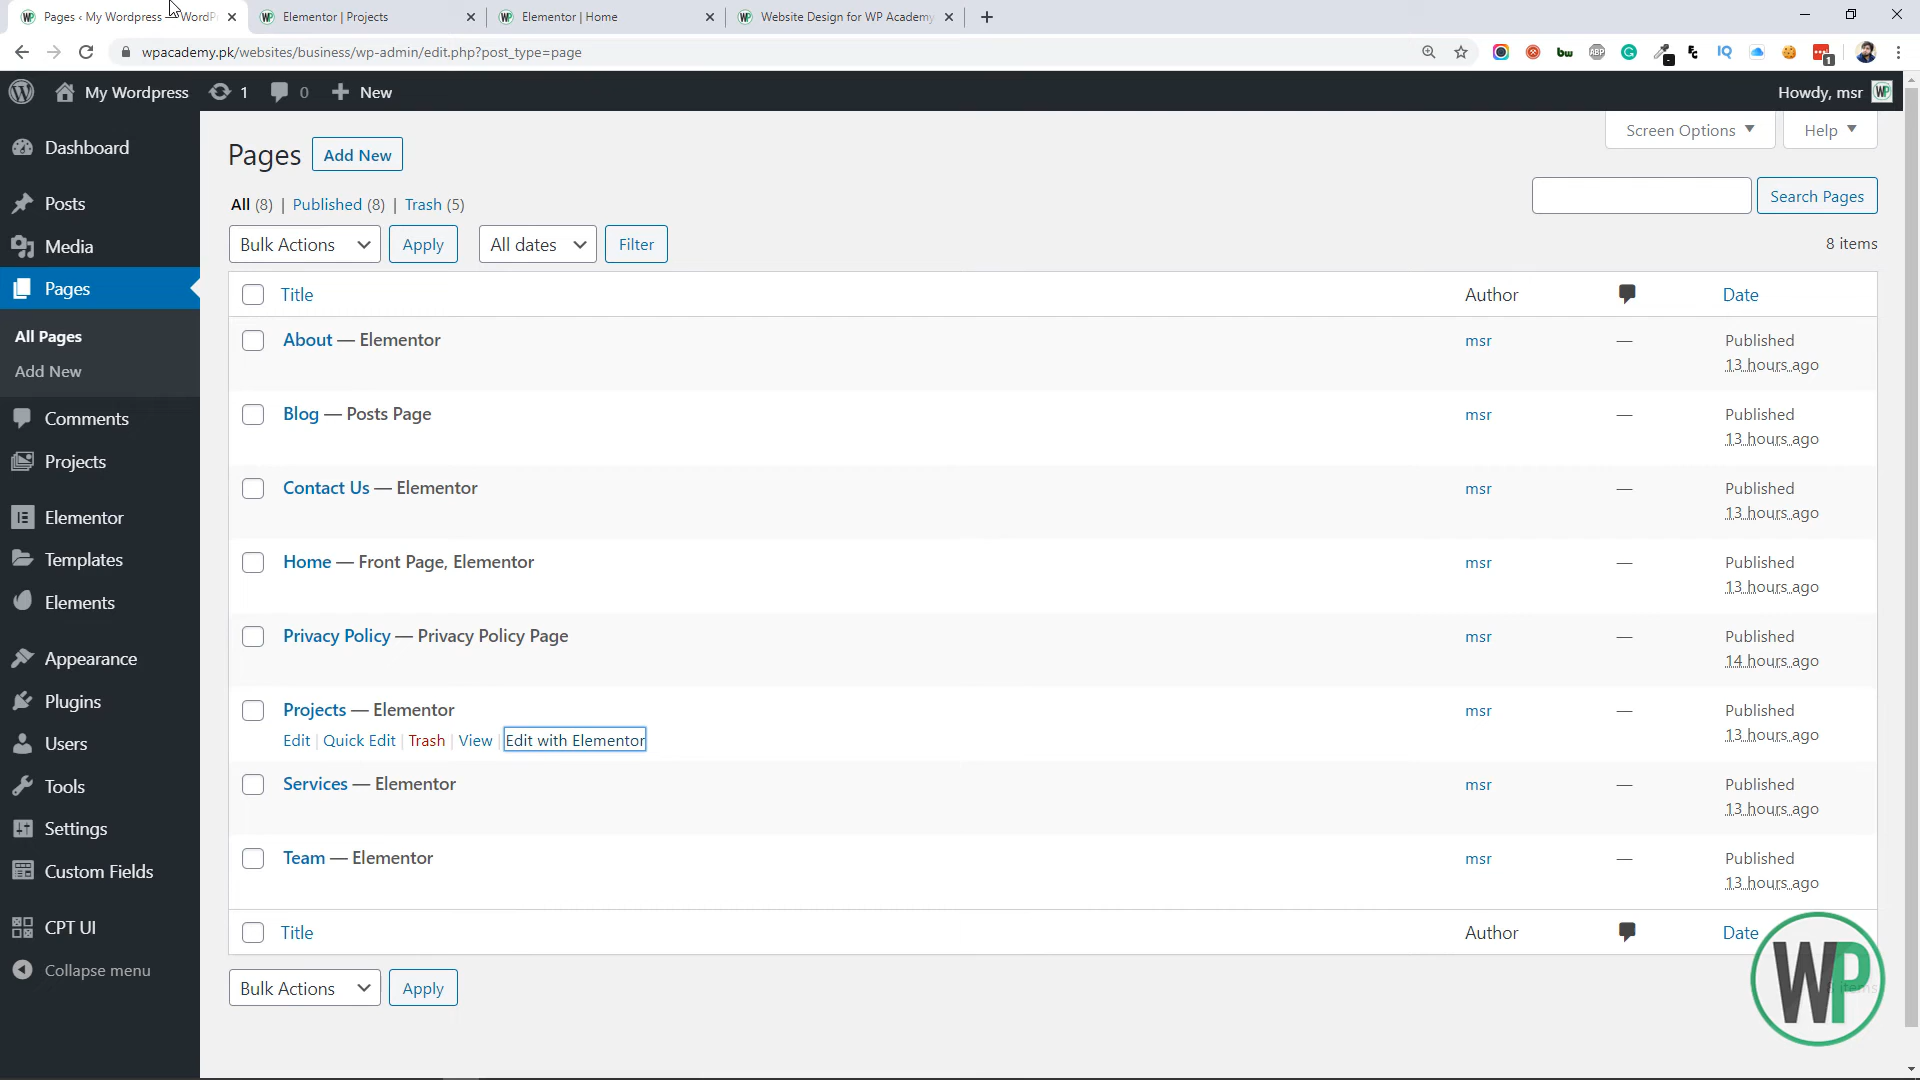 Pages ‹ My Wordpress — WordPr
Elementor | Projects
Elementor | Home
Website Design for WP Academy
wpacademy.pk/websites/business/wp-admin/edit.php?post_type=page
My Wordpress 1 0 New
Howdy, msr
Screen Options
Help
Dashboard
Posts
Media
Pages
All Pages
Add New
Comments
Projects
Elementor
Templates
Elements
Appearance
Plugins
Users
Tools
Settings
Custom Fields
CPT UI
Collapse menu
Pages Add New
All (8) | Published (8) | Trash (5)
Search Pages
Bulk Actions Apply All dates Filter
8 items
Title Author Date
About — Elementor msr — Published
13 hours ago
Blog — Posts Page msr — Published
13 hours ago
Contact Us — Elementor msr — Published
13 hours ago
Home — Front Page, Elementor msr — Published
13 hours ago
Privacy Policy — Privacy Policy Page msr — Published
14 hours ago
Projects — Elementor msr — Published
13 hours ago
Edit | Quick Edit | Trash | View | Edit with Elementor
Services — Elementor msr — Published
13 hours ago
Team — Elementor msr — Published
13 hours ago
Title Author Date
Bulk Actions Apply
WP